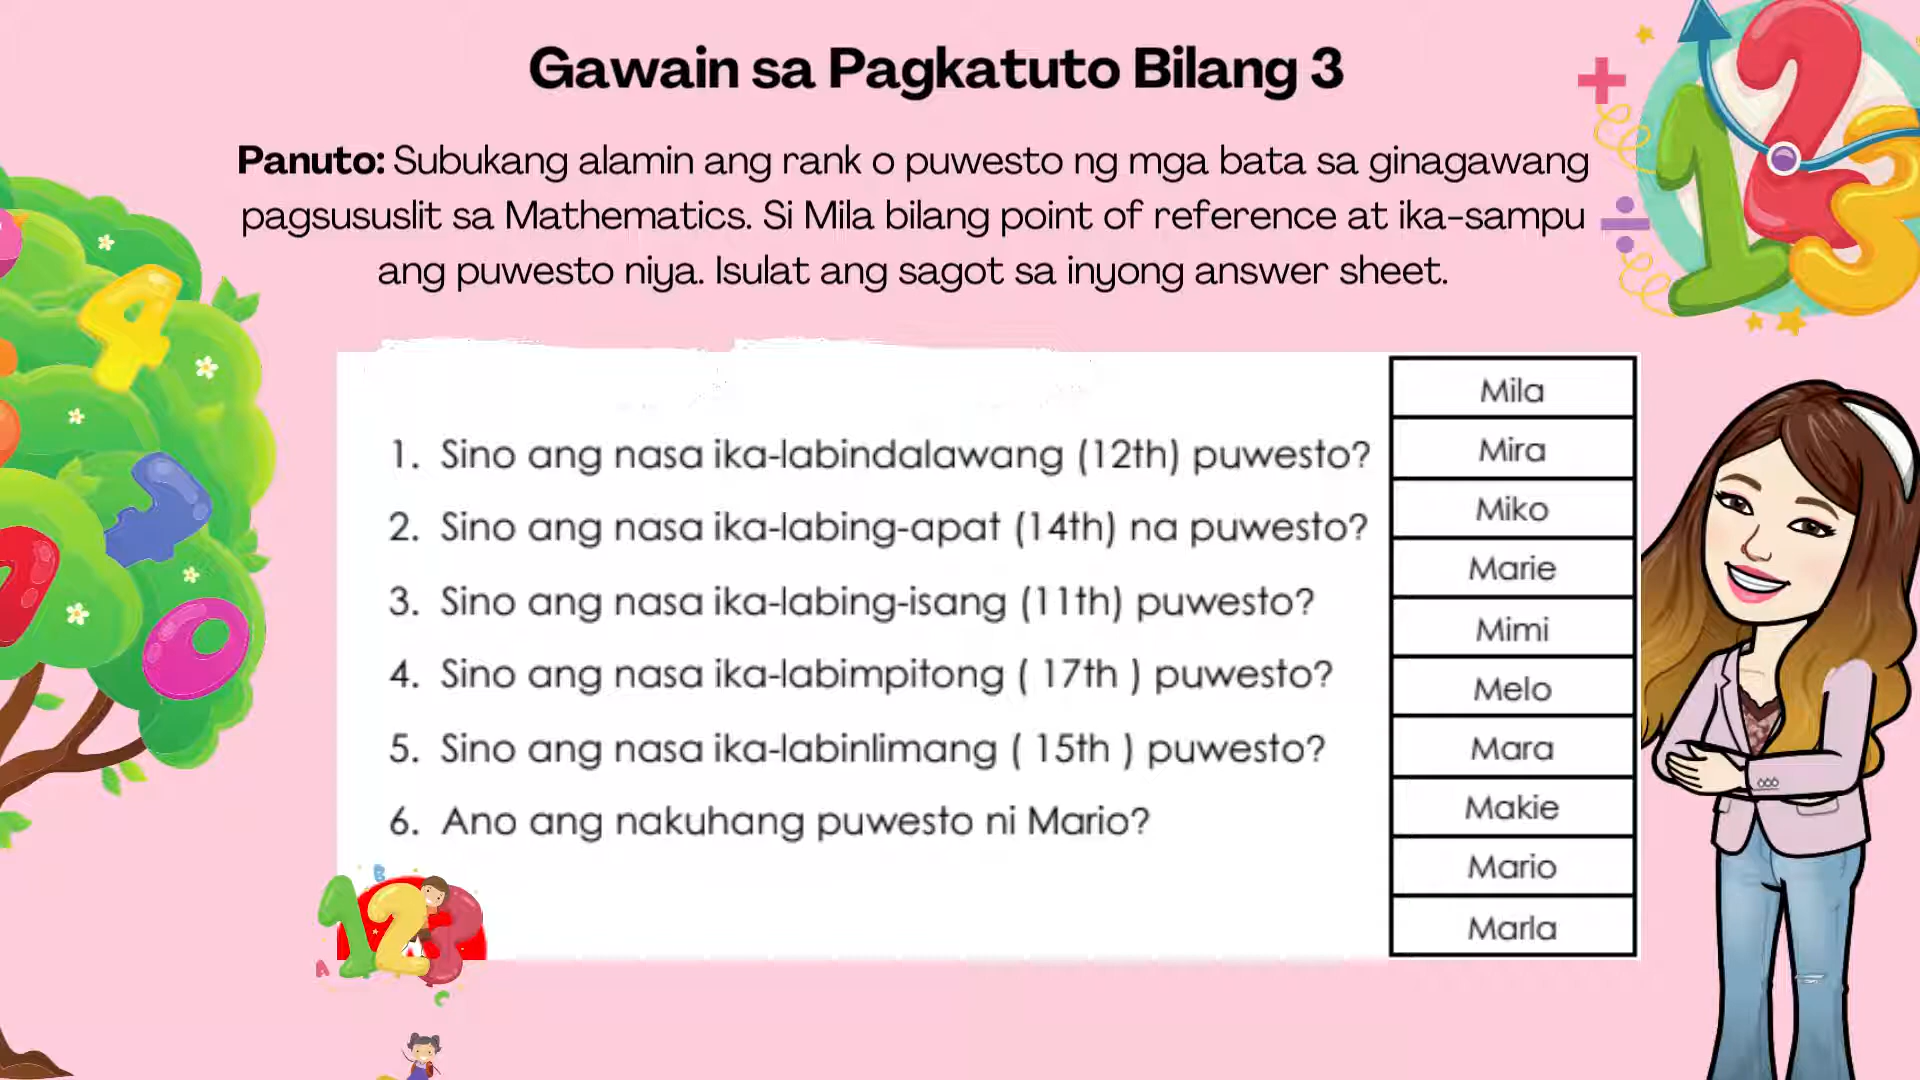 Gawain sa Pagkatuto Bilang 3
Panuto: Subukang alamin ang rank o puwesto ng mga bata sa ginagawang
pagsususlit sa Mathematics. Si Mila bilang point of reference at ika-sampu
ang puwesto niya. Isulat ang sagot sa inyong answer sheet.
1. Sino ang nasa ika-labindalawang (12th) puwesto?
2. Sino ang nasa ika-labing-apat (14th) na puwesto?
3. Sino ang nasa ika-labing-isang (11th) puwesto?
4. Sino ang nasa ika-labimpitong ( 17th ) puwesto?
5. Sino ang nasa ika-labinlimang ( 15th ) puwesto?
6. Ano ang nakuhang puwesto ni Mario?
Mila
Mira
Miko
Marie
Mimi
Melo
Mara
Makie
Mario
Marla